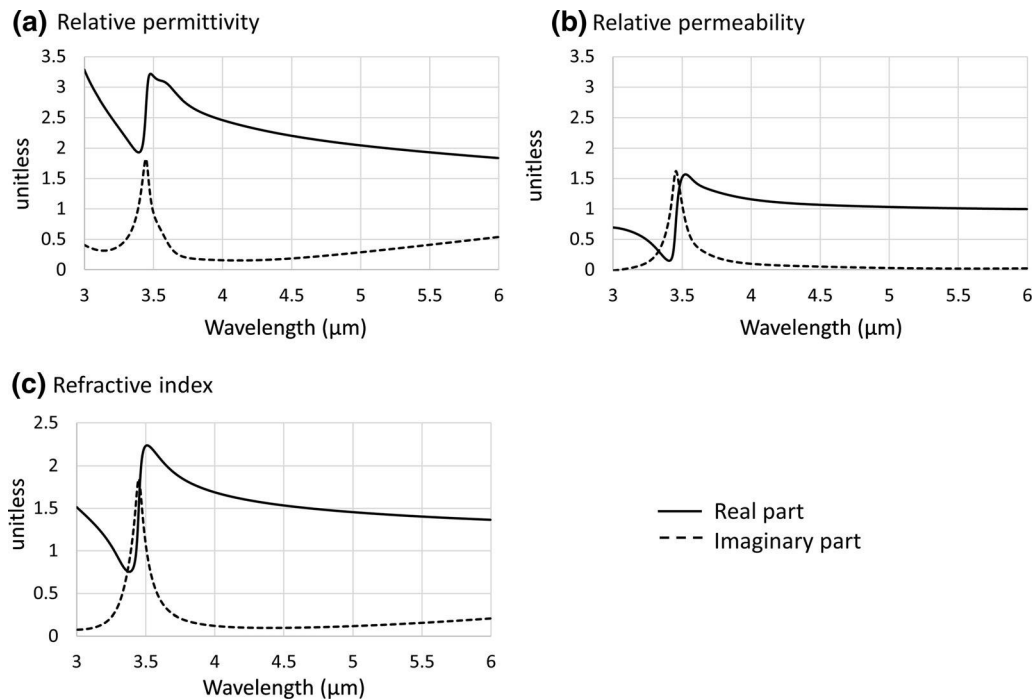 (a) Relative permittivity
3.5
3
2.5
2
1.5
1
0.5
0
unitless
3 3.5 4 4.5 5 5.5 6
Wavelength (μm)
(b) Relative permeability
3.5
3
2.5
2
1.5
1
0.5
0
unitless
3 3.5 4 4.5 5 5.5 6
Wavelength (μm)
(c) Refractive index
2.5
2
1.5
1
0.5
0
unitless
3 3.5 4 4.5 5 5.5 6
Wavelength (μm)
Real part
Imaginary part